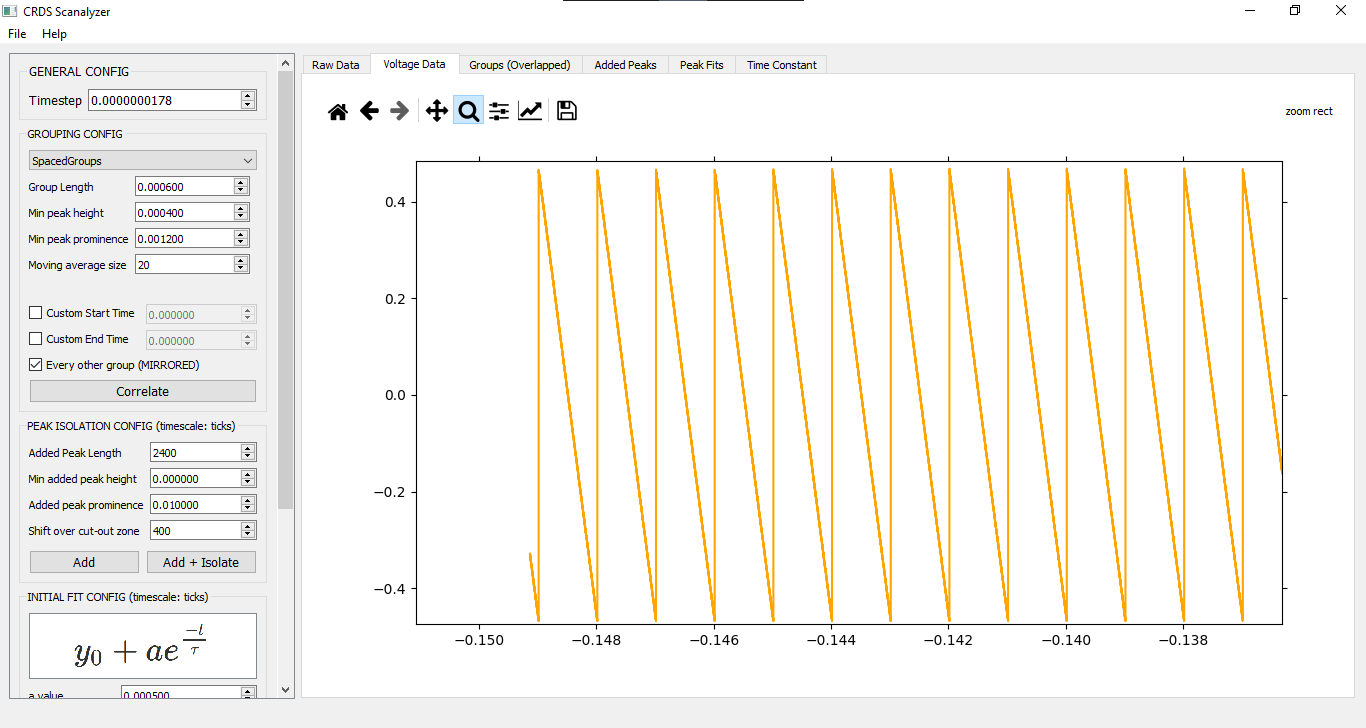 CRDS Scanalyzer
File Help
GENERAL CONFIG
Timestep 0.0000000178
GROUPING CONFIG
SpacedGroups
Group Length 0.000600
Min peak height 0.000400
Min peak prominence 0.001200
Moving average size 20
Custom Start Time 0.000000
Custom End Time 0.000000
Every other group (MIRRORED)
Correlate
PEAK ISOLATION CONFIG (timescale: ticks)
Added Peak Length 2400
Min added peak height 0.000000
Added peak prominence 0.010000
Shift over cut-out zone 400
Add Add + Isolate
INITIAL FIT CONFIG (timescale: ticks)
y₀ + ae^(−l/τ)
a value 0.000500
Raw Data Voltage Data Groups (Overlapped) Added Peaks Peak Fits Time Constant
zoom rect
0.4
0.2
0.0
−0.2
−0.4
−0.150 −0.148 −0.146 −0.144 −0.142 −0.140 −0.138